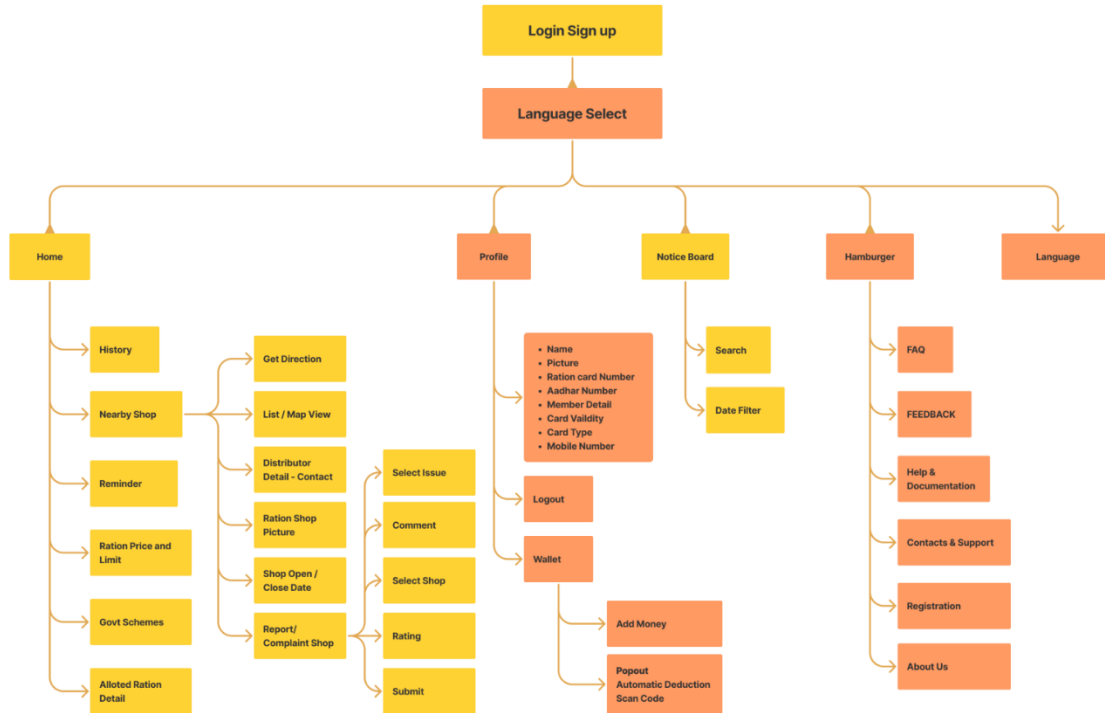 Login Sign up
Language Select
Home
Profile
Notice Board
Hamburger
Language
History
Nearby Shop
Reminder
Ration Price and
Limit
Govt Schemes
Alloted Ration
Detail
Get Direction
List / Map View
Distributor
Detail - Contact
Ration Shop
Picture
Shop Open /
Close Date
Report/
Complaint Shop
Select Issue
Comment
Select Shop
Rating
Submit
• Name
• Picture
• Ration card Number
• Aadhar Number
• Member Detail
• Card Vaildity
• Card Type
• Mobile Number
Logout
Wallet
Add Money
Popout
Automatic Deduction
Scan Code
Search
Date Filter
FAQ
FEEDBACK
Help &
Documentation
Contacts & Support
Registration
About Us